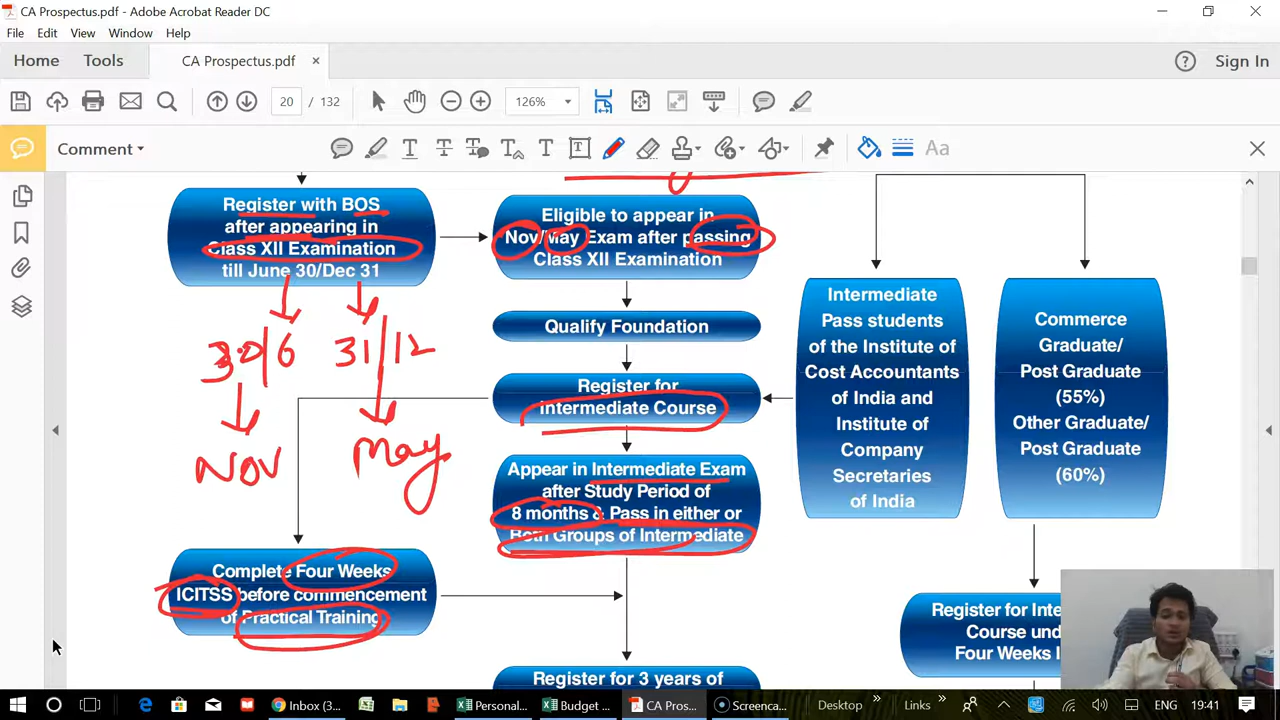 CA Prospectus.pdf - Adobe Acrobat Reader DC
File Edit View Window Help
Home Tools CA Prospectus.pdf × Sign In
20 / 132 126%
Comment Aa
Register with BOS
after appearing in
Class XII Examination
till June 30/Dec 31
Eligible to appear in
Nov/May Exam after passing
Class XII Examination
Qualify Foundation
Register for
Intermediate Course
Appear in Intermediate Exam
after Study Period of
8 months & Pass in either or
Both Groups of Intermediate
Intermediate
Pass students
of the Institute of
Cost Accountants
of India and
Institute of
Company
Secretaries
of India
Commerce
Graduate/
Post Graduate
(55%)
Other Graduate/
Post Graduate
(60%)
30/6 31/12
Nov May
Complete Four Weeks
ICITSS before commencement
of Practical Training
Register for Inte
Course und
Four Weeks I
Register for 3 years of
Inbox (3... Personal... Budget ... CA Pros... Screenca... Desktop » Links » ENG 19:41